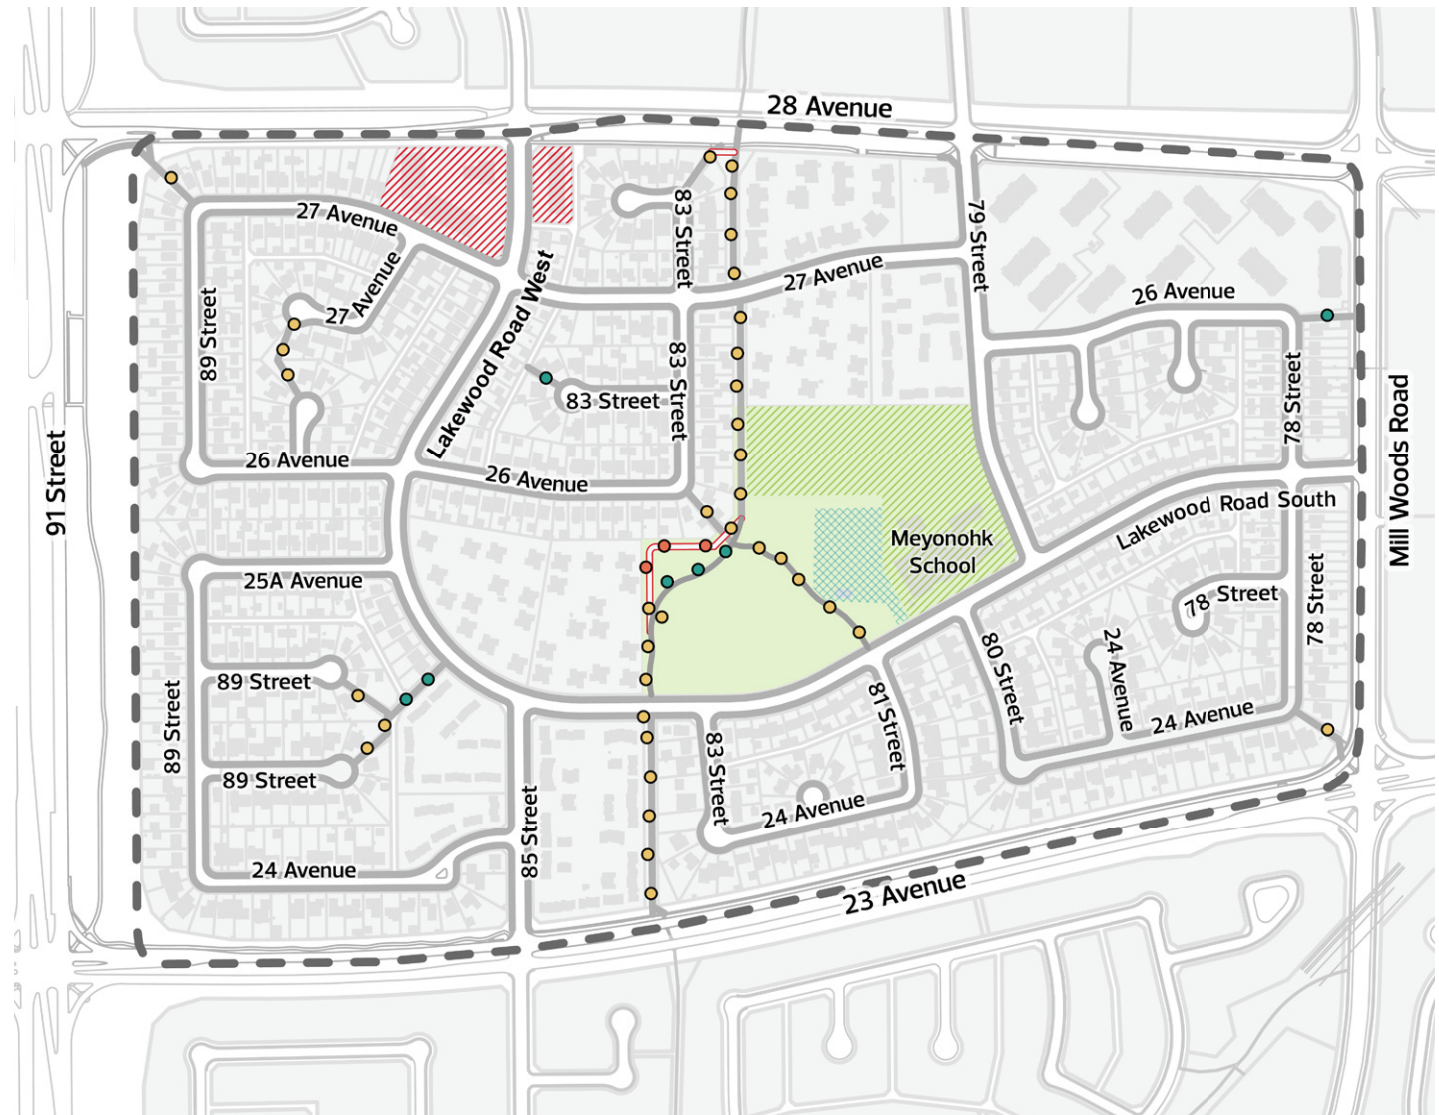 28 Avenue
27 Avenue
83 Street
79 Street
Lakewood Road West
27 Avenue
27 Avenue
26 Avenue
89 Street
83 Street
83 Street
78 Street
Mill Woods Road
91 Street
26 Avenue
26 Avenue
Lakewood Road South
Meyonohk
School
25A Avenue
78 Street
78 Street
24 Avenue
80 Street
89 Street
89 Street
81 Street
24 Avenue
83 Street
89 Street
24 Avenue
85 Street
24 Avenue
23 Avenue